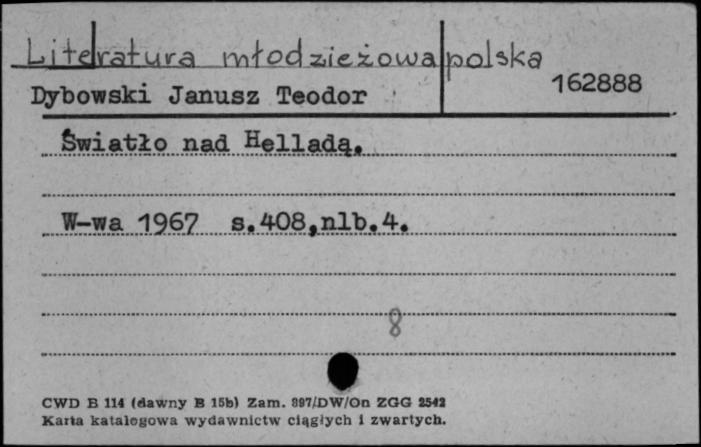 Literatura młodzieżowa polska
162888
Dybowski Janusz Teodor
Światło nad Helladą.
W-wa 1967 s.408,nlb.4.
8
CWD B 114 (dawny B 15b) Zam. 897/DW/On ZGG 2542
Karta katalogowa wydawnictw ciągłych i zwartych.